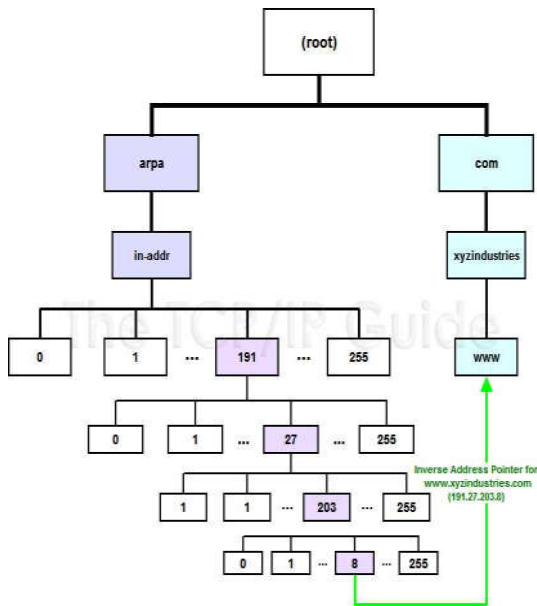 (root)
arpa
com
in-addr
xyzindustries
The TCP/IP Guide
0 1 ... 191 ... 255
www
0 1 ... 27 ... 255
Inverse Address Pointer for
www.xyzindustries.com
(191.27.203.8)
1 1 ... 203 ... 255
0 1 ... 8 ... 255